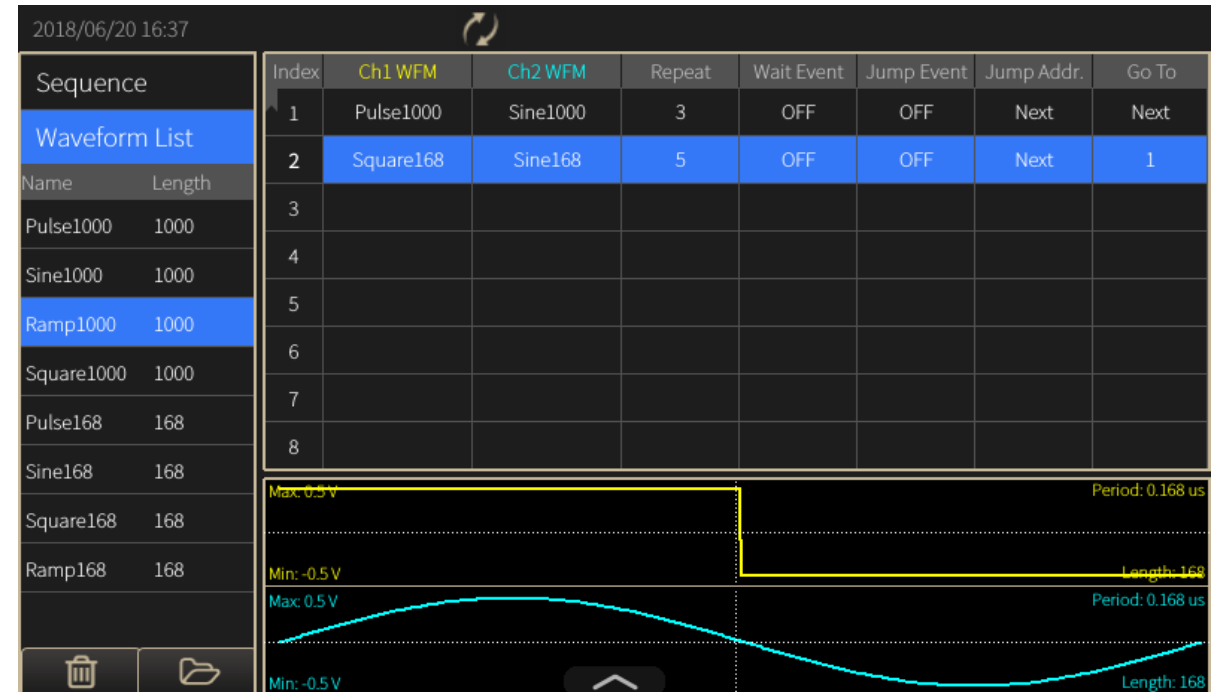 2018/06/20 16:37
Sequence
Waveform List
Name Length
Pulse1000 1000
Sine1000 1000
Ramp1000 1000
Square1000 1000
Pulse168 168
Sine168 168
Square168 168
Ramp168 168
Index Ch1 WFM Ch2 WFM Repeat Wait Event Jump Event Jump Addr. Go To
1 Pulse1000 Sine1000 3 OFF OFF Next Next
2 Square168 Sine168 5 OFF OFF Next 1
3
4
5
6
7
8
Max: 0.5 V Period: 0.168 us
Min: -0.5 V Length: 168
Max: 0.5 V Period: 0.168 us
Min: -0.5 V Length: 168